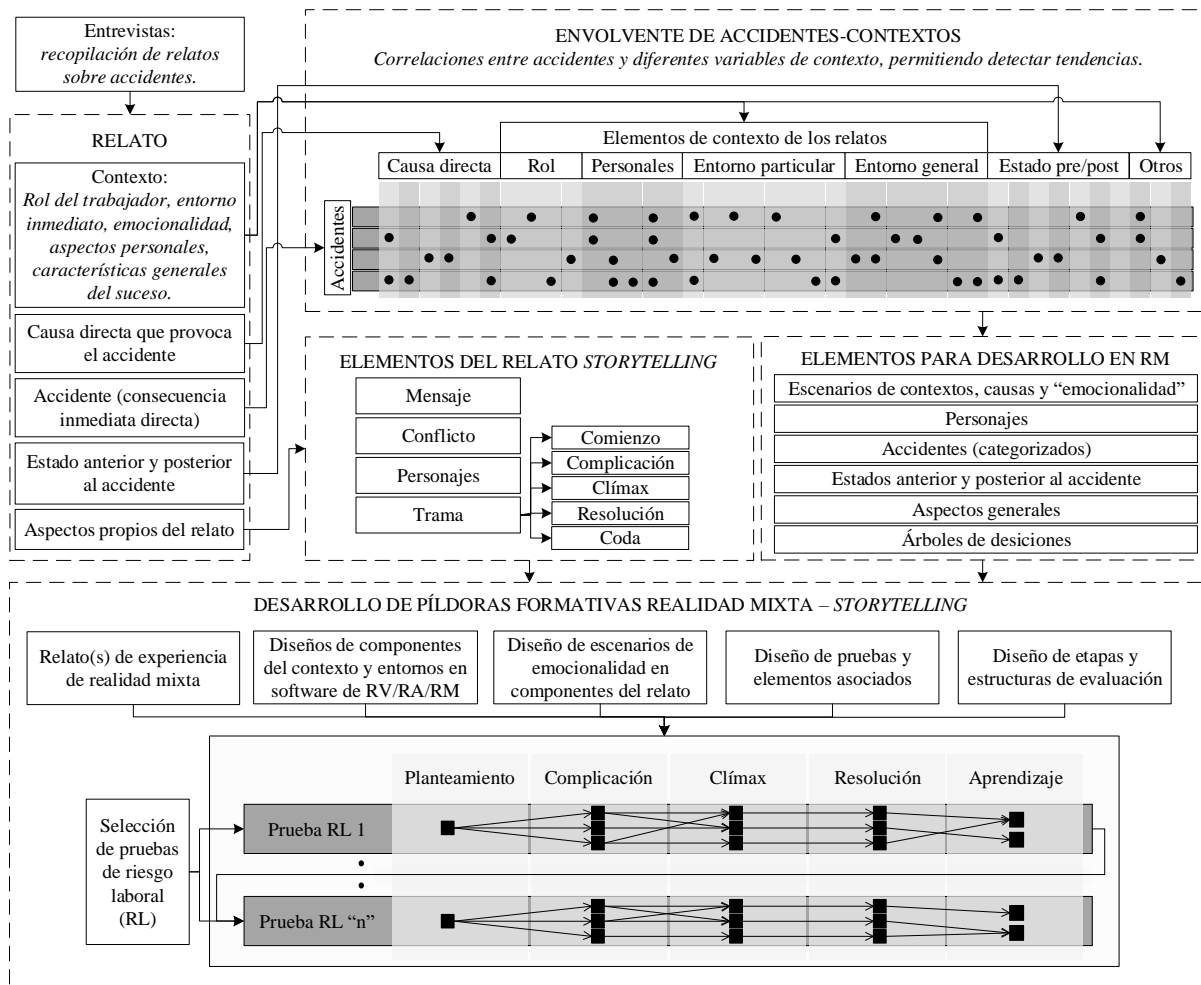 Entrevistas:
recopilación de relatos
sobre accidentes.
RELATO
Contexto:
Rol del trabajador, entorno
inmediato, emocionalidad,
aspectos personales,
características generales
del suceso.
Causa directa que provoca
el accidente
Accidente (consecuencia
inmediata directa)
Estado anterior y posterior
al accidente
Aspectos propios del relato
ENVOLVENTE DE ACCIDENTES-CONTEXTOS
Correlaciones entre accidentes y diferentes variables de contexto, permitiendo detectar tendencias.
Elementos de contexto de los relatos
Causa directa
Rol
Personales
Entorno particular
Entorno general
Estado pre/post
Otros
Accidentes
ELEMENTOS DEL RELATO STORYTELLING
Mensaje
Conflicto
Personajes
Trama
Comienzo
Complicación
Clímax
Resolución
Coda
ELEMENTOS PARA DESARROLLO EN RM
Escenarios de contextos, causas y “emocionalidad”
Personajes
Accidentes (categorizados)
Estados anterior y posterior al accidente
Aspectos generales
Árboles de desiciones
DESARROLLO DE PÍLDORAS FORMATIVAS REALIDAD MIXTA – STORYTELLING
Relato(s) de experiencia
de realidad mixta
Diseños de componentes
del contexto y entornos en
software de RV/RA/RM
Diseño de escenarios de
emocionalidad en
componentes del relato
Diseño de pruebas y
elementos asociados
Diseño de etapas y
estructuras de evaluación
Selección
de pruebas
de riesgo
laboral
(RL)
Planteamiento
Complicación
Clímax
Resolución
Aprendizaje
Prueba RL 1
Prueba RL “n”